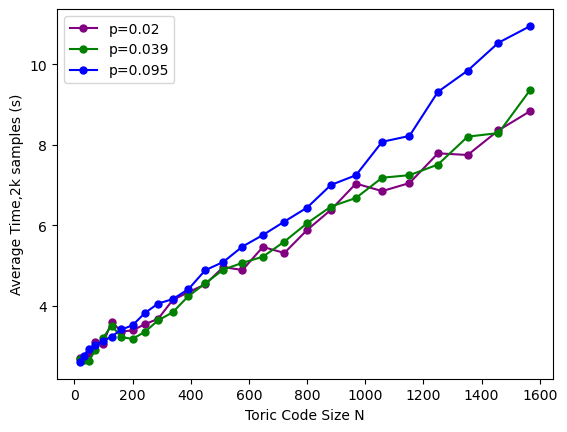 p=0.02
p=0.039
p=0.095
Average Time,2k samples (s)
10
8
6
4
0 200 400 600 800 1000 1200 1400 1600
Toric Code Size N